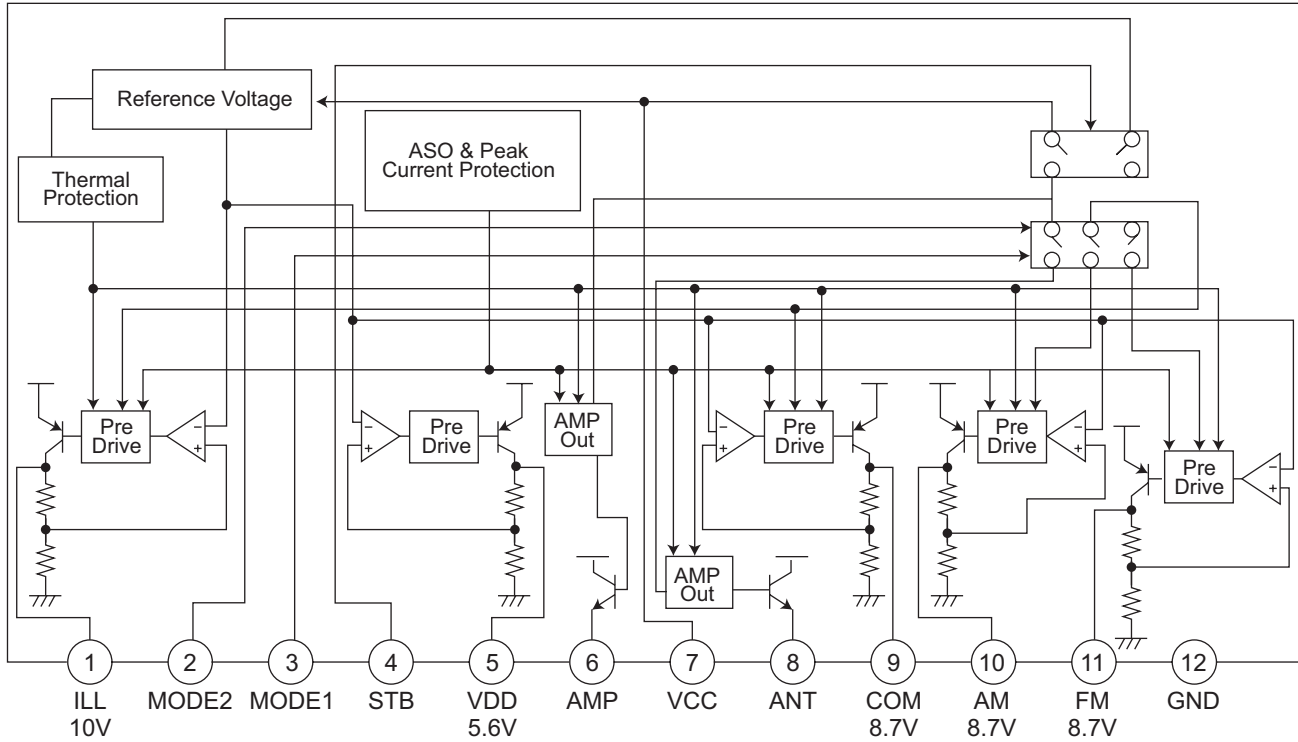 Reference Voltage
ASO & Peak
Current Protection
Thermal
Protection
Pre
Drive
−
+
−
+
Pre
Drive
AMP
Out
−
+
Pre
Drive
Pre
Drive
−
+
Pre
Drive
−
+
AMP
Out
1 2 3 4 5 6 7 8 9 10 11 12
ILL MODE2 MODE1 STB VDD AMP VCC ANT COM AM FM GND
10V 5.6V 8.7V 8.7V 8.7V